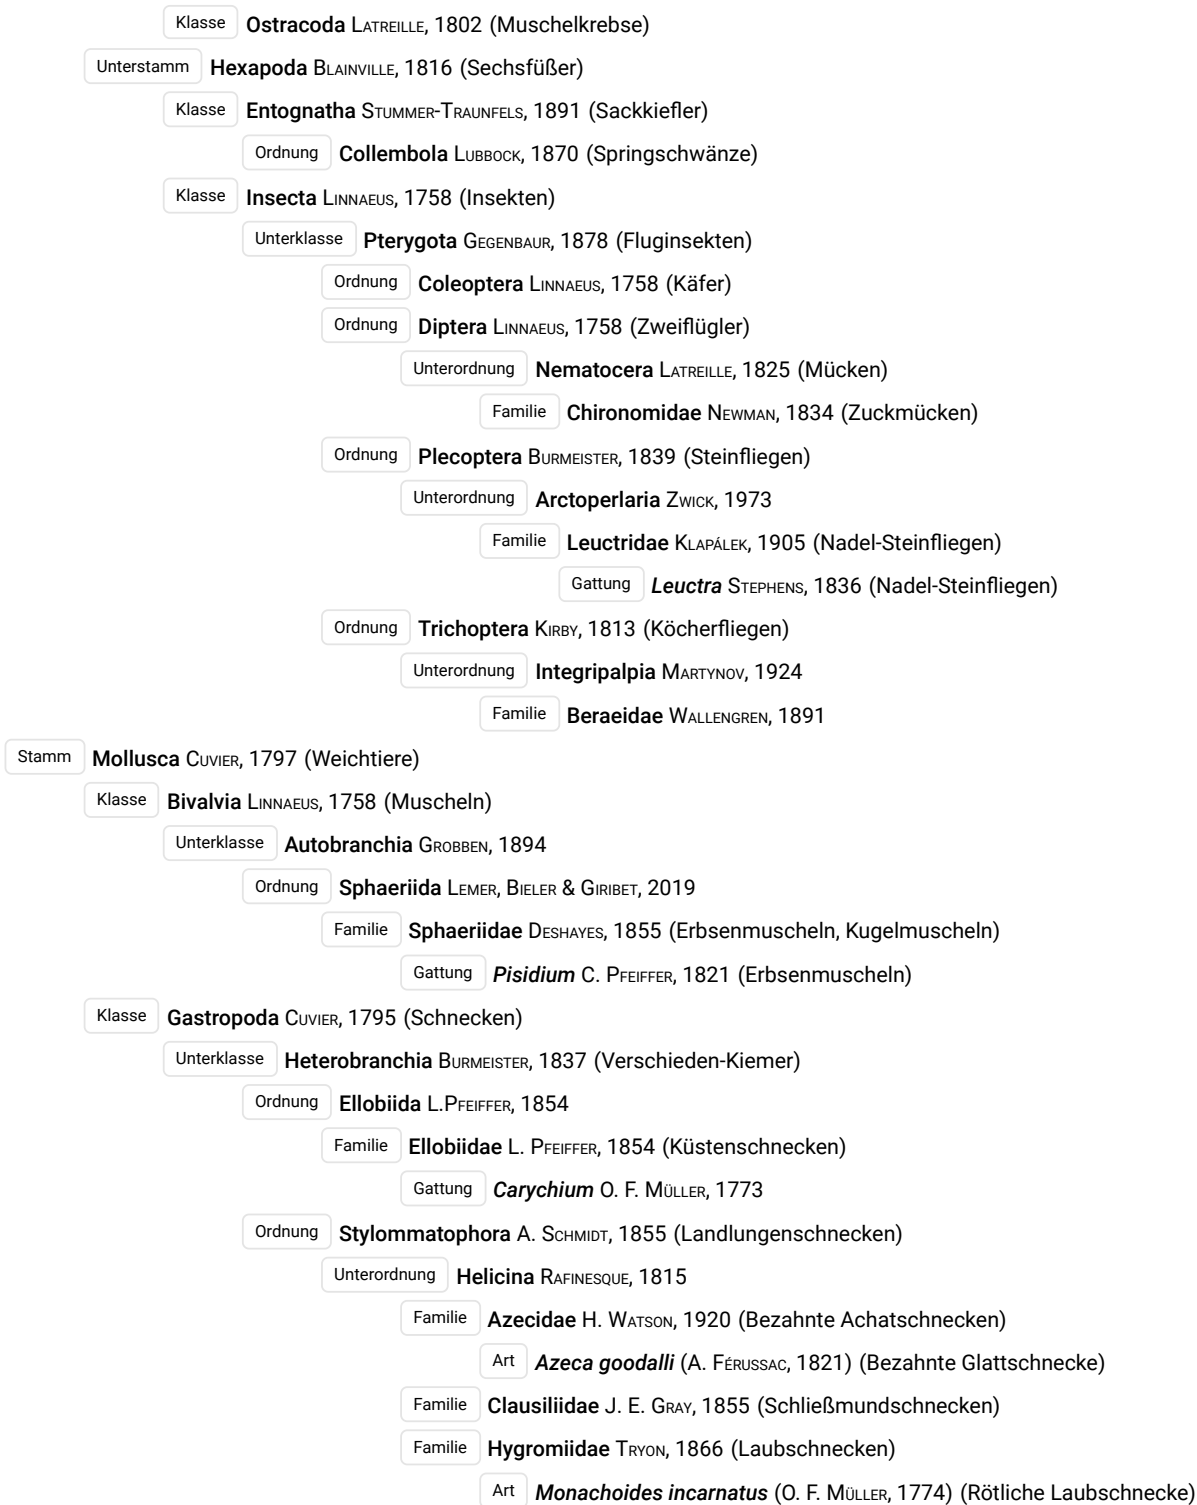 Klasse Ostracoda Latreille, 1802 (Muschelkrebse)
Unterstamm Hexapoda Blainville, 1816 (Sechsfüßer)
Klasse Entognatha Stummer-Traunfels, 1891 (Sackkiefler)
Ordnung Collembola Lubbock, 1870 (Springschwänze)
Klasse Insecta Linnaeus, 1758 (Insekten)
Unterklasse Pterygota Gegenbaur, 1878 (Fluginsekten)
Ordnung Coleoptera Linnaeus, 1758 (Käfer)
Ordnung Diptera Linnaeus, 1758 (Zweiflügler)
Unterordnung Nematocera Latreille, 1825 (Mücken)
Familie Chironomidae Newman, 1834 (Zuckmücken)
Ordnung Plecoptera Burmeister, 1839 (Steinfliegen)
Unterordnung Arctoperlaria Zwick, 1973
Familie Leuctridae Klapálek, 1905 (Nadel-Steinfliegen)
Gattung Leuctra Stephens, 1836 (Nadel-Steinfliegen)
Ordnung Trichoptera Kirby, 1813 (Köcherfliegen)
Unterordnung Integripalpia Martynov, 1924
Familie Beraeidae Wallengren, 1891
Stamm Mollusca Cuvier, 1797 (Weichtiere)
Klasse Bivalvia Linnaeus, 1758 (Muscheln)
Unterklasse Autobranchia Grobben, 1894
Ordnung Sphaeriida Lemer, Bieler & Giribet, 2019
Familie Sphaeriidae Deshayes, 1855 (Erbsenmuscheln, Kugelmuscheln)
Gattung Pisidium C. Pfeiffer, 1821 (Erbsenmuscheln)
Klasse Gastropoda Cuvier, 1795 (Schnecken)
Unterklasse Heterobranchia Burmeister, 1837 (Verschieden-Kiemer)
Ordnung Ellobiida L.Pfeiffer, 1854
Familie Ellobiidae L. Pfeiffer, 1854 (Küstenschnecken)
Gattung Carychium O. F. Müller, 1773
Ordnung Stylommatophora A. Schmidt, 1855 (Landlungenschnecken)
Unterordnung Helicina Rafinesque, 1815
Familie Azecidae H. Watson, 1920 (Bezahnte Achatschnecken)
Art Azeca goodalli (A. Férussac, 1821) (Bezahnte Glattschnecke)
Familie Clausiliidae J. E. Gray, 1855 (Schließmundschnecken)
Familie Hygromiidae Tryon, 1866 (Laubschnecken)
Art Monachoides incarnatus (O. F. Müller, 1774) (Rötliche Laubschnecke)